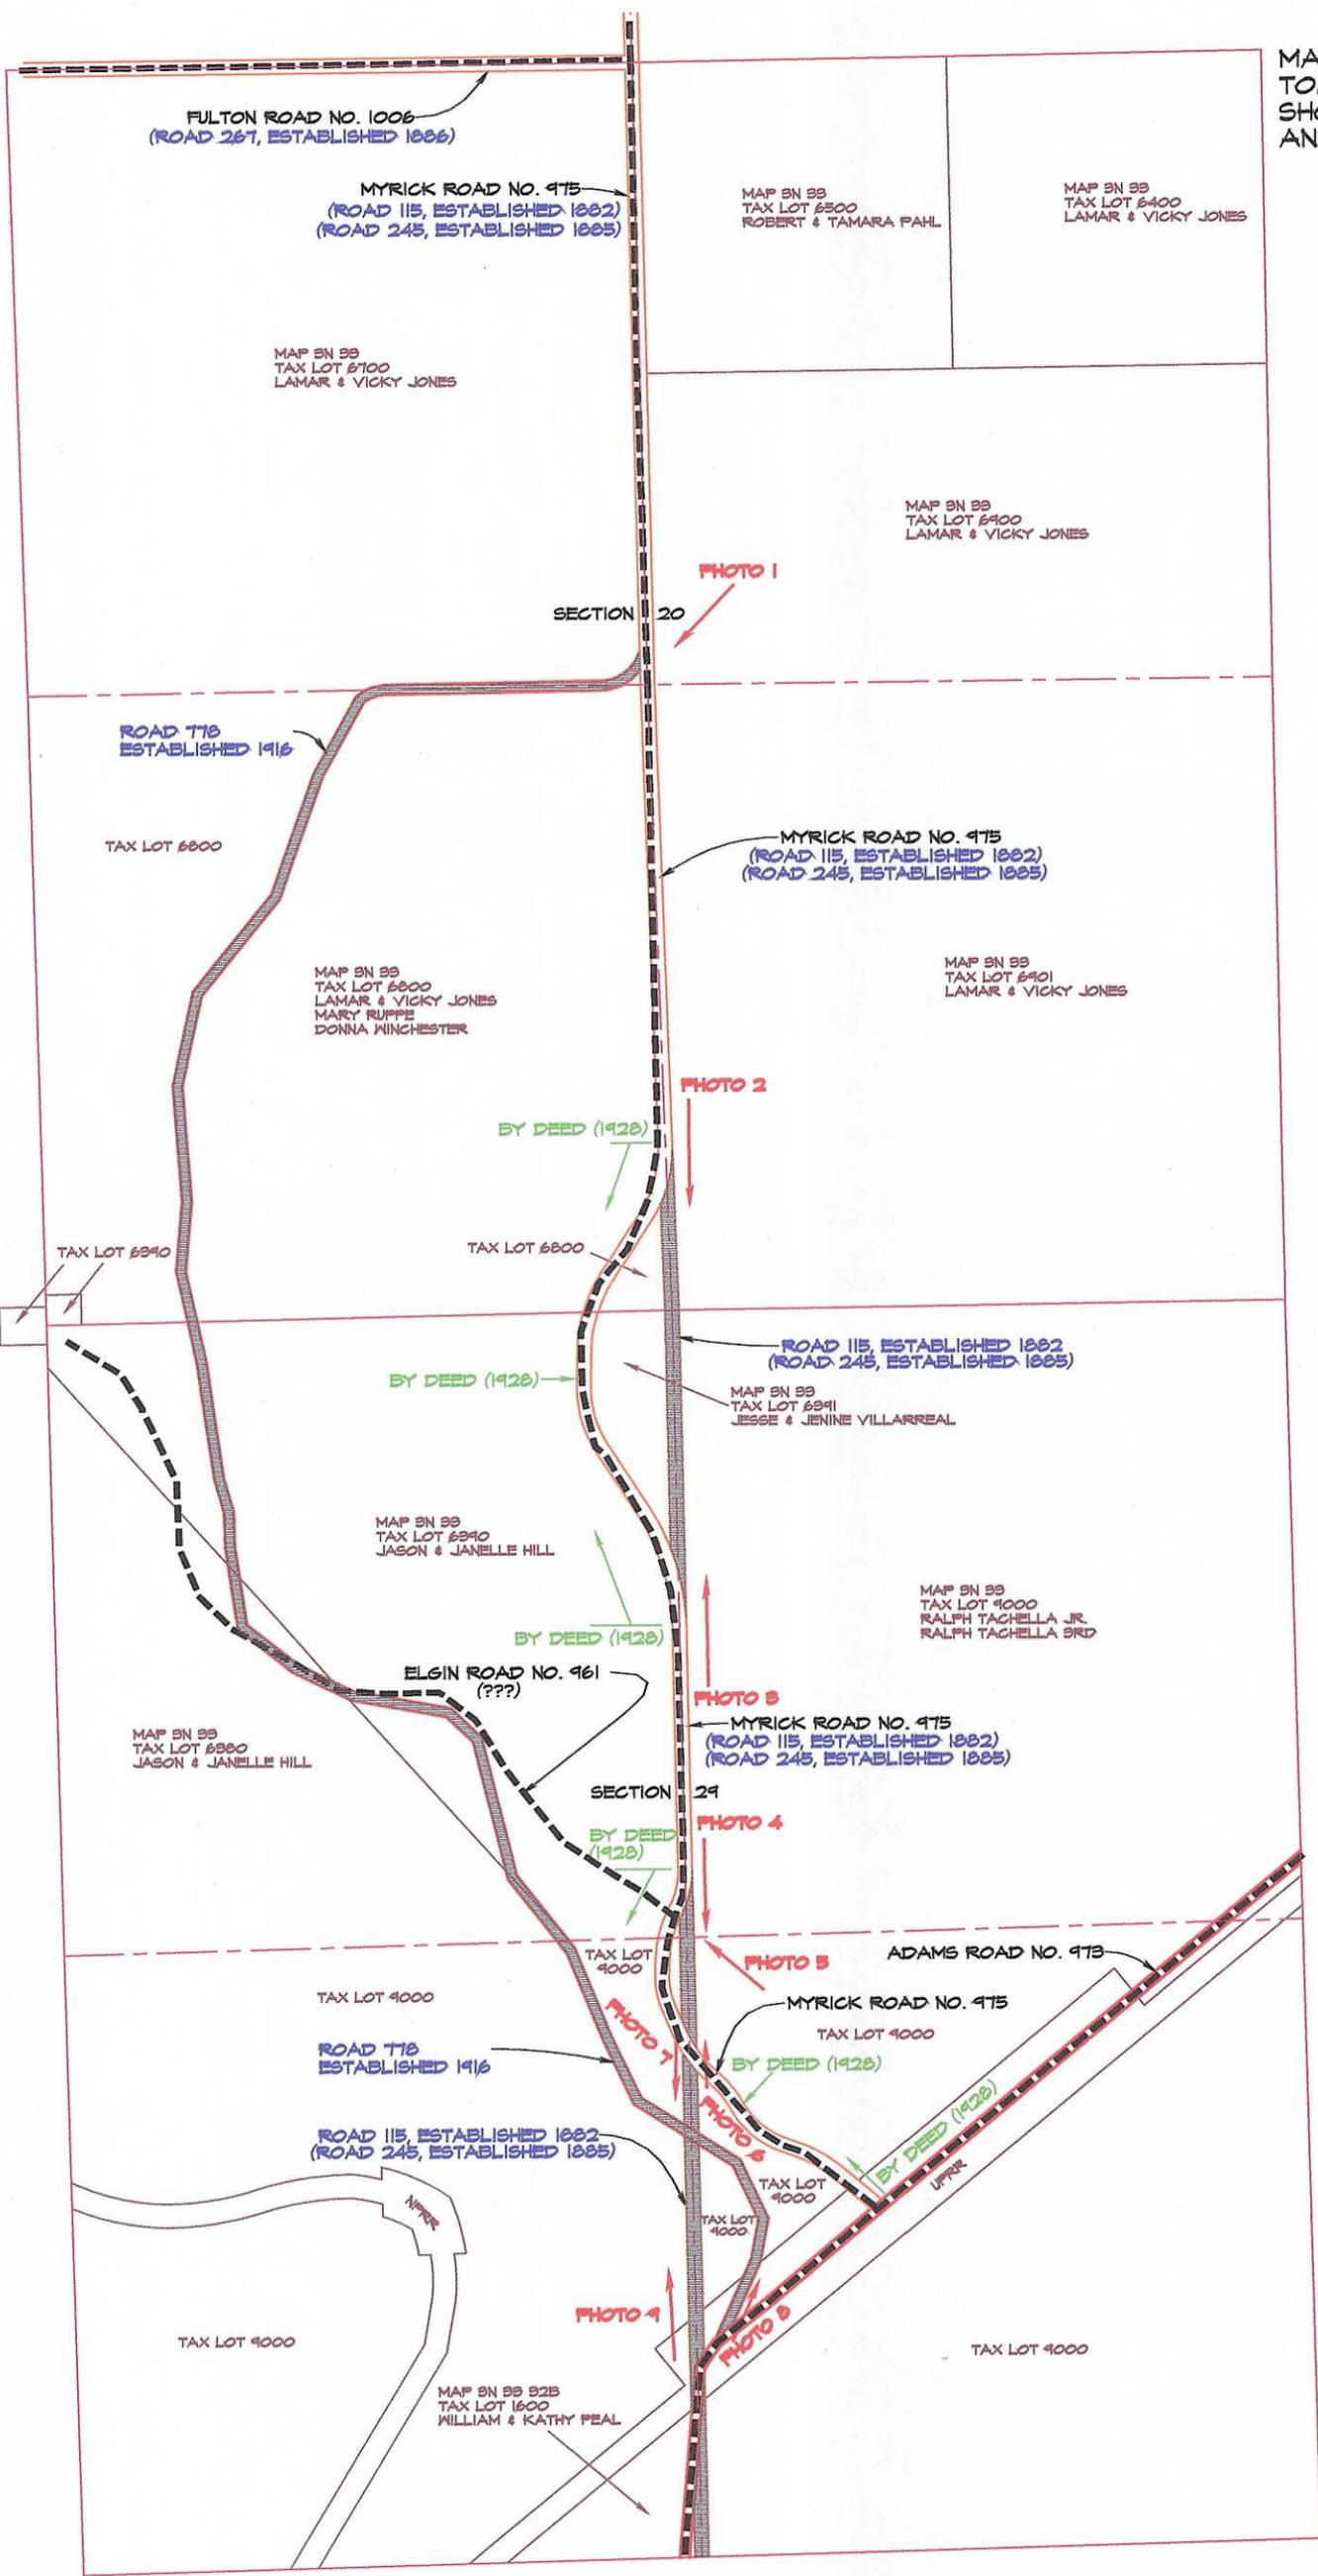 MA
TO
SHO
AN
FULTON ROAD NO. 1006
(ROAD 267, ESTABLISHED 1886)
MYRICK ROAD NO. 975
(ROAD 115, ESTABLISHED 1882)
(ROAD 245, ESTABLISHED 1885)
MAP 3N 33
TAX LOT 6500
ROBERT & TAMARA PAHL
MAP 3N 33
TAX LOT 6400
LAMAR & VICKY JONES
MAP 3N 33
TAX LOT 6700
LAMAR & VICKY JONES
MAP 3N 33
TAX LOT 6900
LAMAR & VICKY JONES
PHOTO 1
SECTION 20
ROAD 778
ESTABLISHED 1916
TAX LOT 6800
MYRICK ROAD NO. 975
(ROAD 115, ESTABLISHED 1882)
(ROAD 245, ESTABLISHED 1885)
MAP 3N 33
TAX LOT 6800
LAMAR & VICKY JONES
MARY RUPPE
DONNA WINCHESTER
MAP 3N 33
TAX LOT 6901
LAMAR & VICKY JONES
PHOTO 2
BY DEED (1928)
TAX LOT 6390
TAX LOT 6800
ROAD 115, ESTABLISHED 1882
(ROAD 245, ESTABLISHED 1885)
BY DEED (1928)
MAP 3N 33
TAX LOT 6391
JESSE & JENINE VILLARREAL
MAP 3N 33
TAX LOT 6390
JASON & JANELLE HILL
MAP 3N 33
TAX LOT 9000
RALPH TACHELLA JR.
RALPH TACHELLA 3RD
BY DEED (1928)
ELGIN ROAD NO. 961
(???)
PHOTO 3
MYRICK ROAD NO. 975
(ROAD 115, ESTABLISHED 1882)
(ROAD 245, ESTABLISHED 1885)
MAP 3N 33
TAX LOT 6380
JASON & JANELLE HILL
SECTION 29
PHOTO 4
BY DEED
(1928)
TAX LOT
9000
PHOTO 5
ADAMS ROAD NO. 973
TAX LOT 9000
MYRICK ROAD NO. 975
TAX LOT 9000
PHOTO 7
ROAD 778
ESTABLISHED 1916
BY DEED (1928)
BY DEED (1928)
UPRR
PHOTO 6
ROAD 115, ESTABLISHED 1882
(ROAD 245, ESTABLISHED 1885)
TAX LOT
9000
TAX LOT
9000
NPRR
PHOTO 9
PHOTO 8
TAX LOT 9000
TAX LOT 9000
MAP 3N 33 32B
TAX LOT 1600
WILLIAM & KATHY PEAL